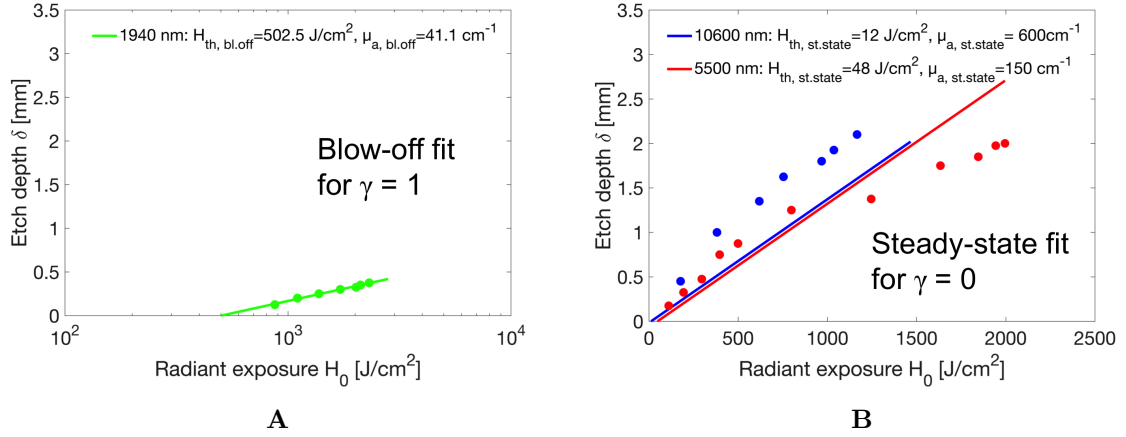 3.5
3
2.5
2
1.5
1
0.5
0
Etch depth δ [mm]
1940 nm: H_th, bl.off=502.5 J/cm², μ_a, bl.off=41.1 cm⁻¹
Blow-off fit
for γ = 1
10² 10³ 10⁴
Radiant exposure H₀ [J/cm²]
A
3.5
3
2.5
2
1.5
1
0.5
0
Etch depth δ [mm]
10600 nm: H_th, st.state=12 J/cm², μ_a, st.state= 600cm⁻¹
5500 nm: H_th, st.state=48 J/cm², μ_a, st.state=150 cm⁻¹
Steady-state fit
for γ = 0
0 500 1000 1500 2000 2500
Radiant exposure H₀ [J/cm²]
B